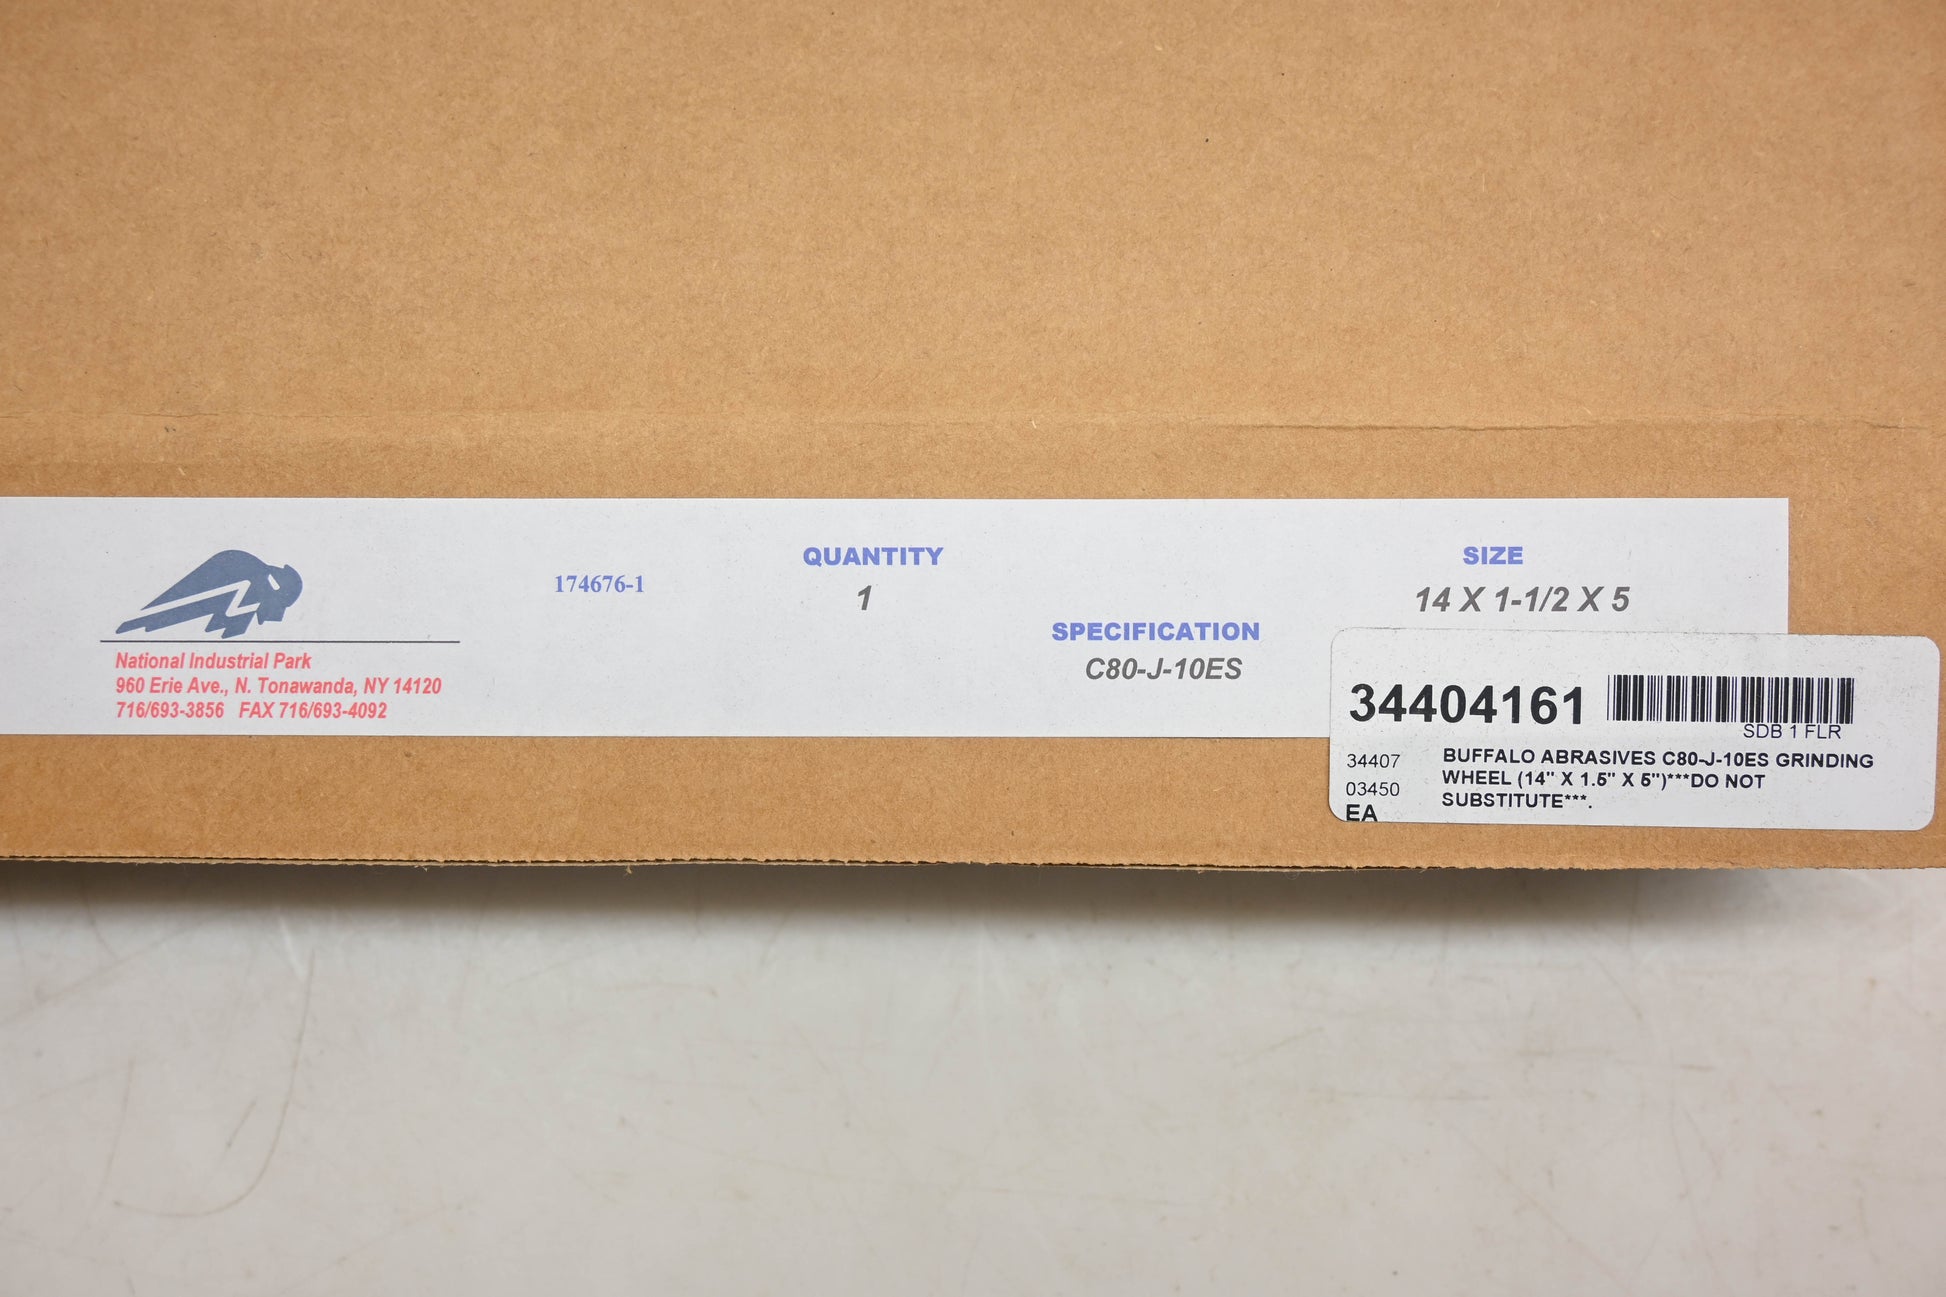 174676-1
QUANTITY
1
SPECIFICATION
C80-J-10ES
SIZE
14 X 1-1/2 X 5
National Industrial Park
960 Erie Ave., N. Tonawanda, NY 14120
716/693-3856 FAX 716/693-4092
34404161
SDB 1 FLR
34407
03450
EA
BUFFALO ABRASIVES C80-J-10ES GRINDING
WHEEL (14" X 1.5" X 5")***DO NOT
SUBSTITUTE***.